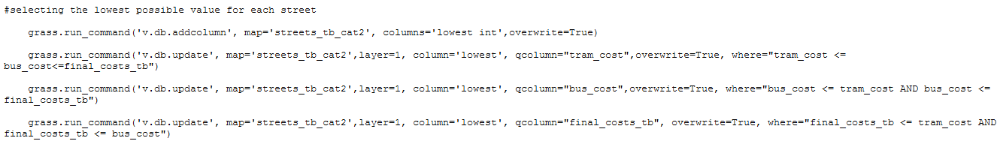 #selecting the lowest possible value for each street
grass.run_command('v.db.addcolumn', map='streets_tb_cat2', columns='lowest int',overwrite=True)
grass.run_command('v.db.update', map='streets_tb_cat2',layer=1, column='lowest', qcolumn="tram_cost",overwrite=True, where="tram_cost <=
bus_cost<=final_costs_tb")
grass.run_command('v.db.update', map='streets_tb_cat2',layer=1, column='lowest', qcolumn="bus_cost",overwrite=True, where="bus_cost <= tram_cost AND bus_cost <=
final_costs_tb")
grass.run_command('v.db.update', map='streets_tb_cat2',layer=1, column='lowest', qcolumn="final_costs_tb", overwrite=True, where="final_costs_tb <= tram_cost AND
final_costs_tb <= bus_cost")